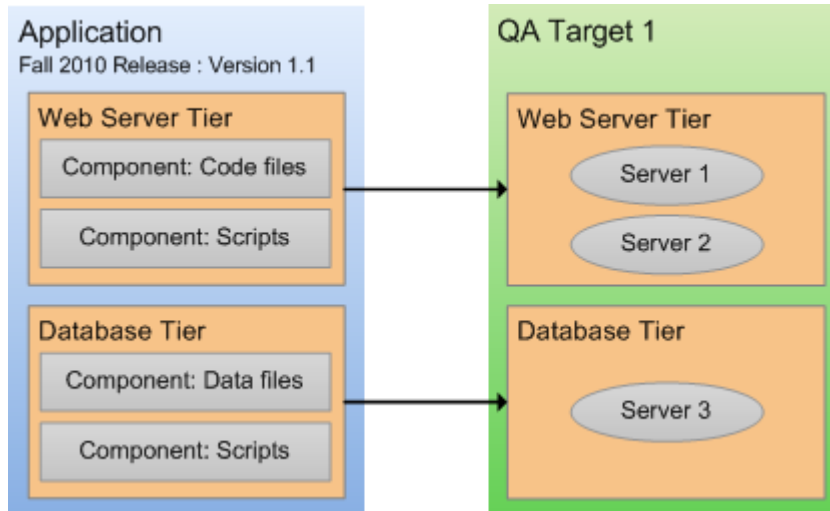 Application
Fall 2010 Release : Version 1.1
Web Server Tier
Component: Code files
Component: Scripts
Database Tier
Component: Data files
Component: Scripts
QA Target 1
Web Server Tier
Server 1
Server 2
Database Tier
Server 3